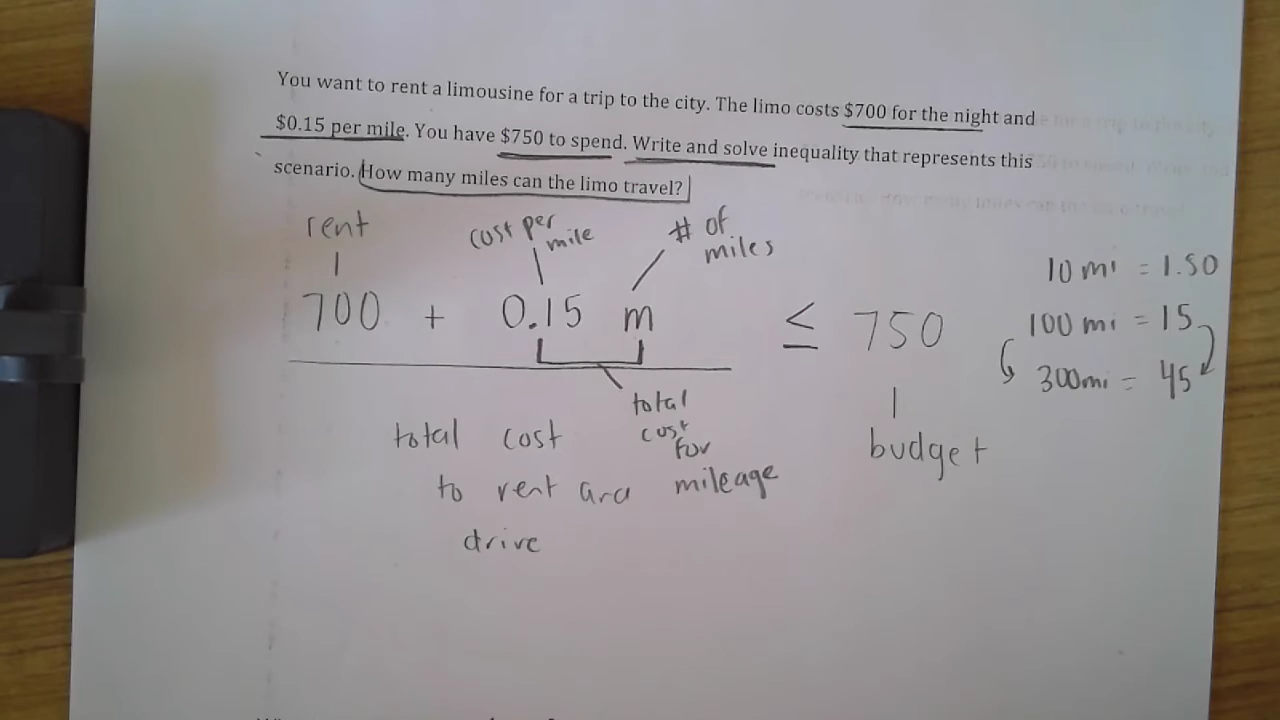 You want to rent a limousine for a trip to the city. The limo costs $700 for the night and
$0.15 per mile. You have $750 to spend. Write and solve inequality that represents this
scenario. How many miles can the limo travel?
rent
cost per
mile
# of
miles
700 + 0.15 m ≤ 750
10 mi = 1.50
100 mi = 15
300mi = 45
total cost
to rent and
drive
total
cost
for
mileage
budget